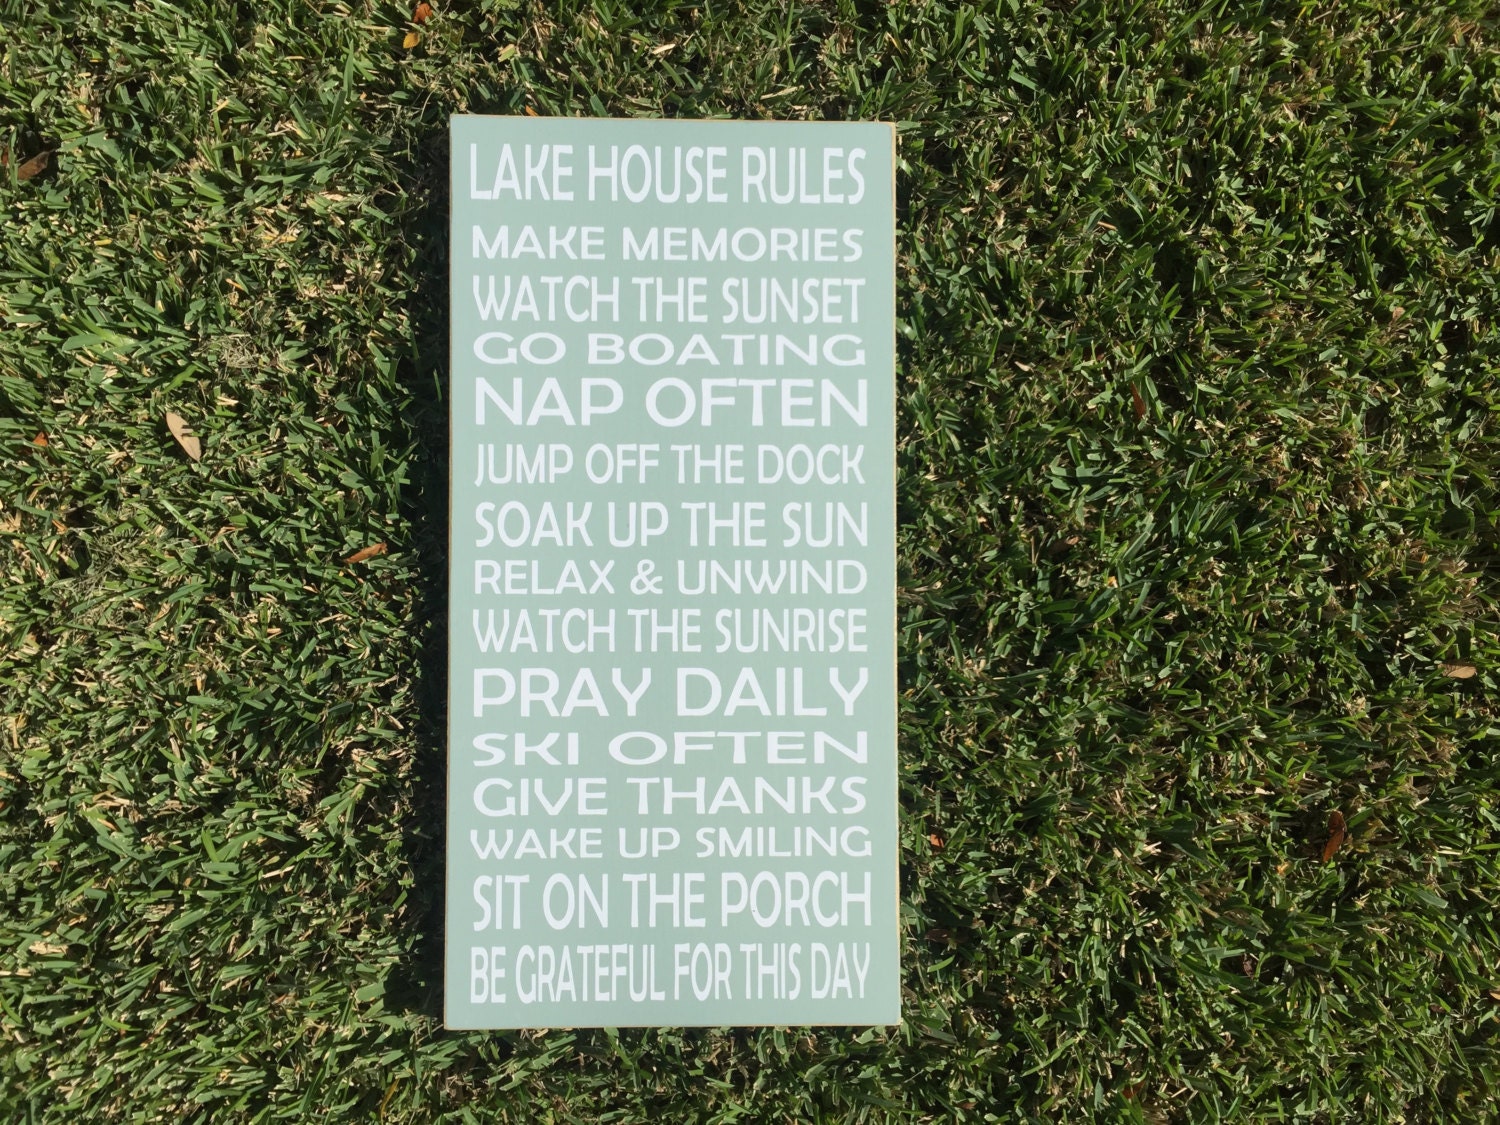 LAKE HOUSE RULES
MAKE MEMORIES
WATCH THE SUNSET
GO BOATING
NAP OFTEN
JUMP OFF THE DOCK
SOAK UP THE SUN
RELAX & UNWIND
WATCH THE SUNRISE
PRAY DAILY
SKI OFTEN
GIVE THANKS
WAKE UP SMILING
SIT ON THE PORCH
BE GRATEFUL FOR THIS DAY